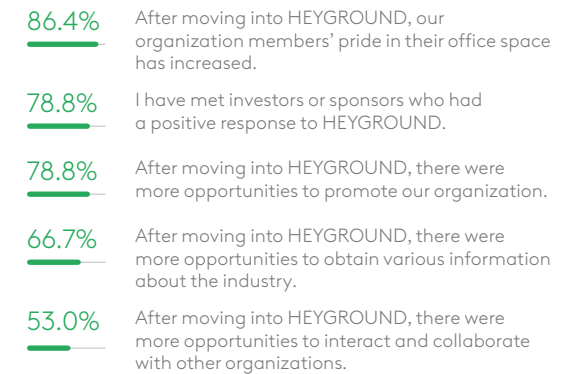 86.4%
After moving into HEYGROUND, our
organization members’ pride in their office space
has increased.
78.8%
I have met investors or sponsors who had
a positive response to HEYGROUND.
78.8%
After moving into HEYGROUND, there were
more opportunities to promote our organization.
66.7%
After moving into HEYGROUND, there were
more opportunities to obtain various information
about the industry.
53.0%
After moving into HEYGROUND, there were
more opportunities to interact and collaborate
with other organizations.